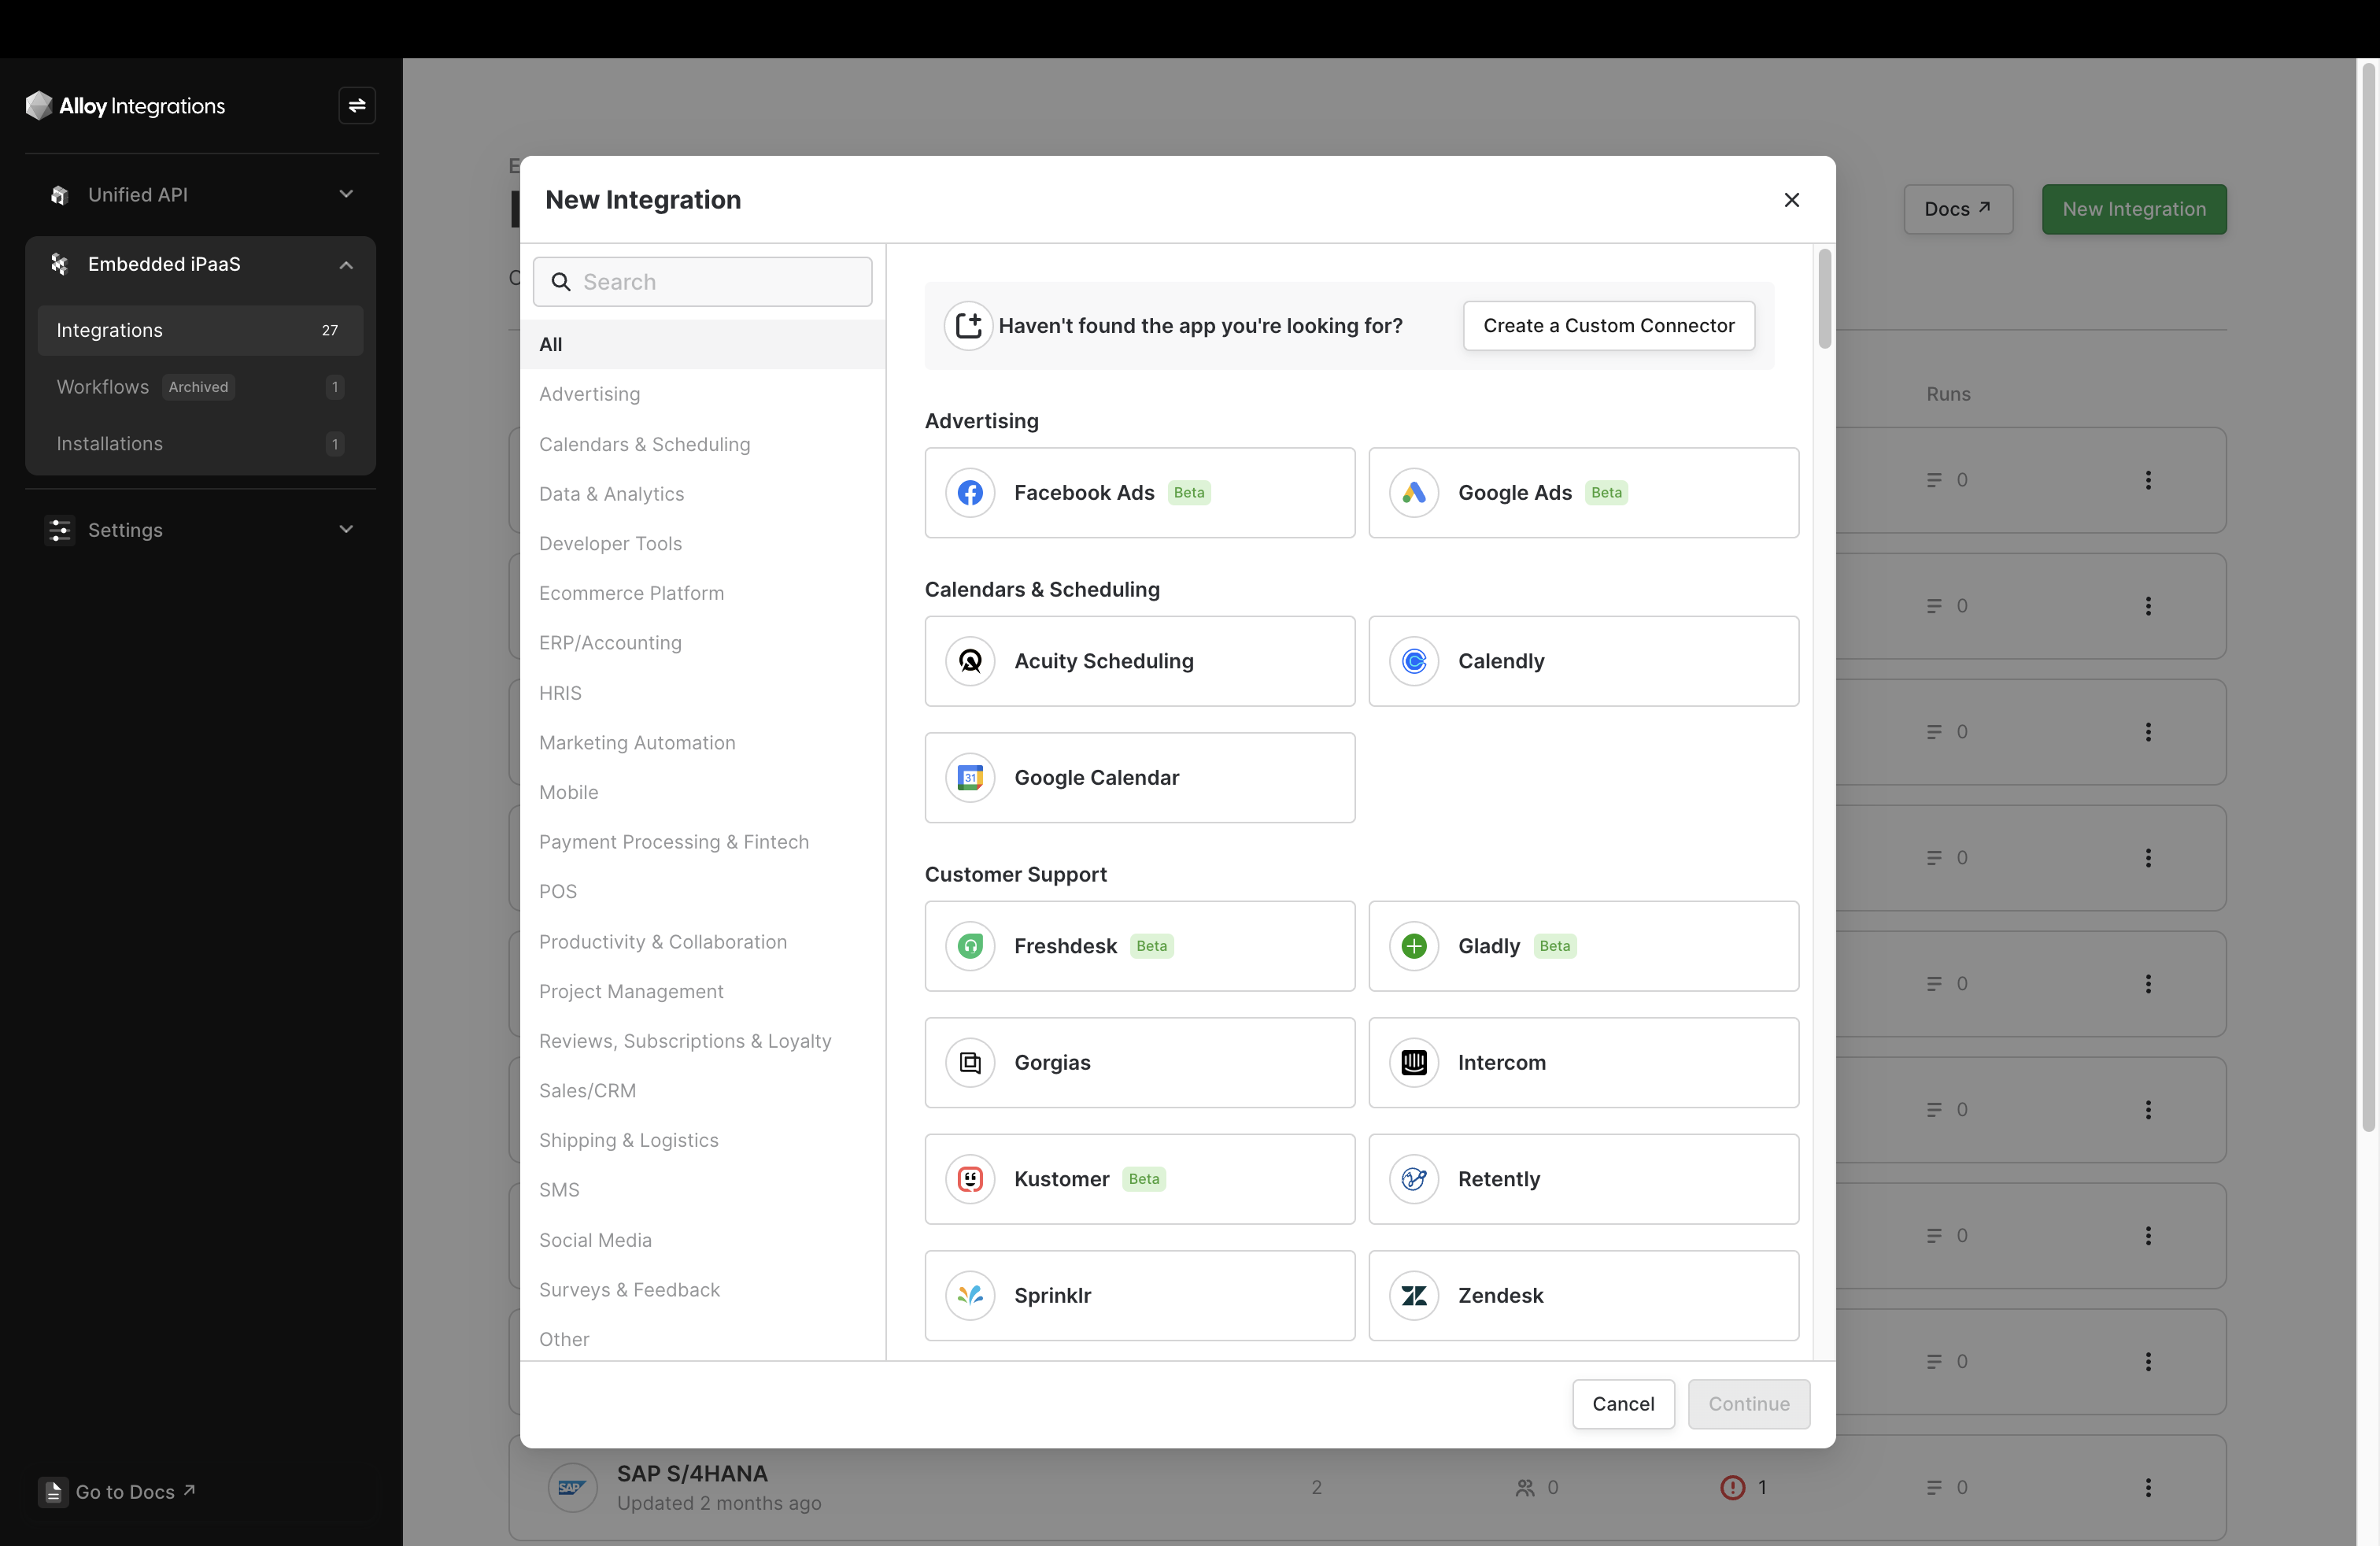 Alloy Integrations
Unified API
Embedded iPaaS
Integrations 27
Workflows Archived 1
Installations 1
Settings
Go to Docs
Docs
New Integration
Runs
0
0
0
0
0
0
0
0
SAP
SAP S/4HANA
Updated 2 months ago
2 0 1 0
New Integration
Search
All
Advertising
Calendars & Scheduling
Data & Analytics
Developer Tools
Ecommerce Platform
ERP/Accounting
HRIS
Marketing Automation
Mobile
Payment Processing & Fintech
POS
Productivity & Collaboration
Project Management
Reviews, Subscriptions & Loyalty
Sales/CRM
Shipping & Logistics
SMS
Social Media
Surveys & Feedback
Other
Haven't found the app you're looking for?
Create a Custom Connector
Advertising
Facebook Ads Beta
Google Ads Beta
Calendars & Scheduling
Acuity Scheduling
Calendly
31
Google Calendar
Customer Support
Freshdesk Beta
Gladly Beta
Gorgias
Intercom
Kustomer Beta
Retently
Sprinklr
Zendesk
Cancel
Continue